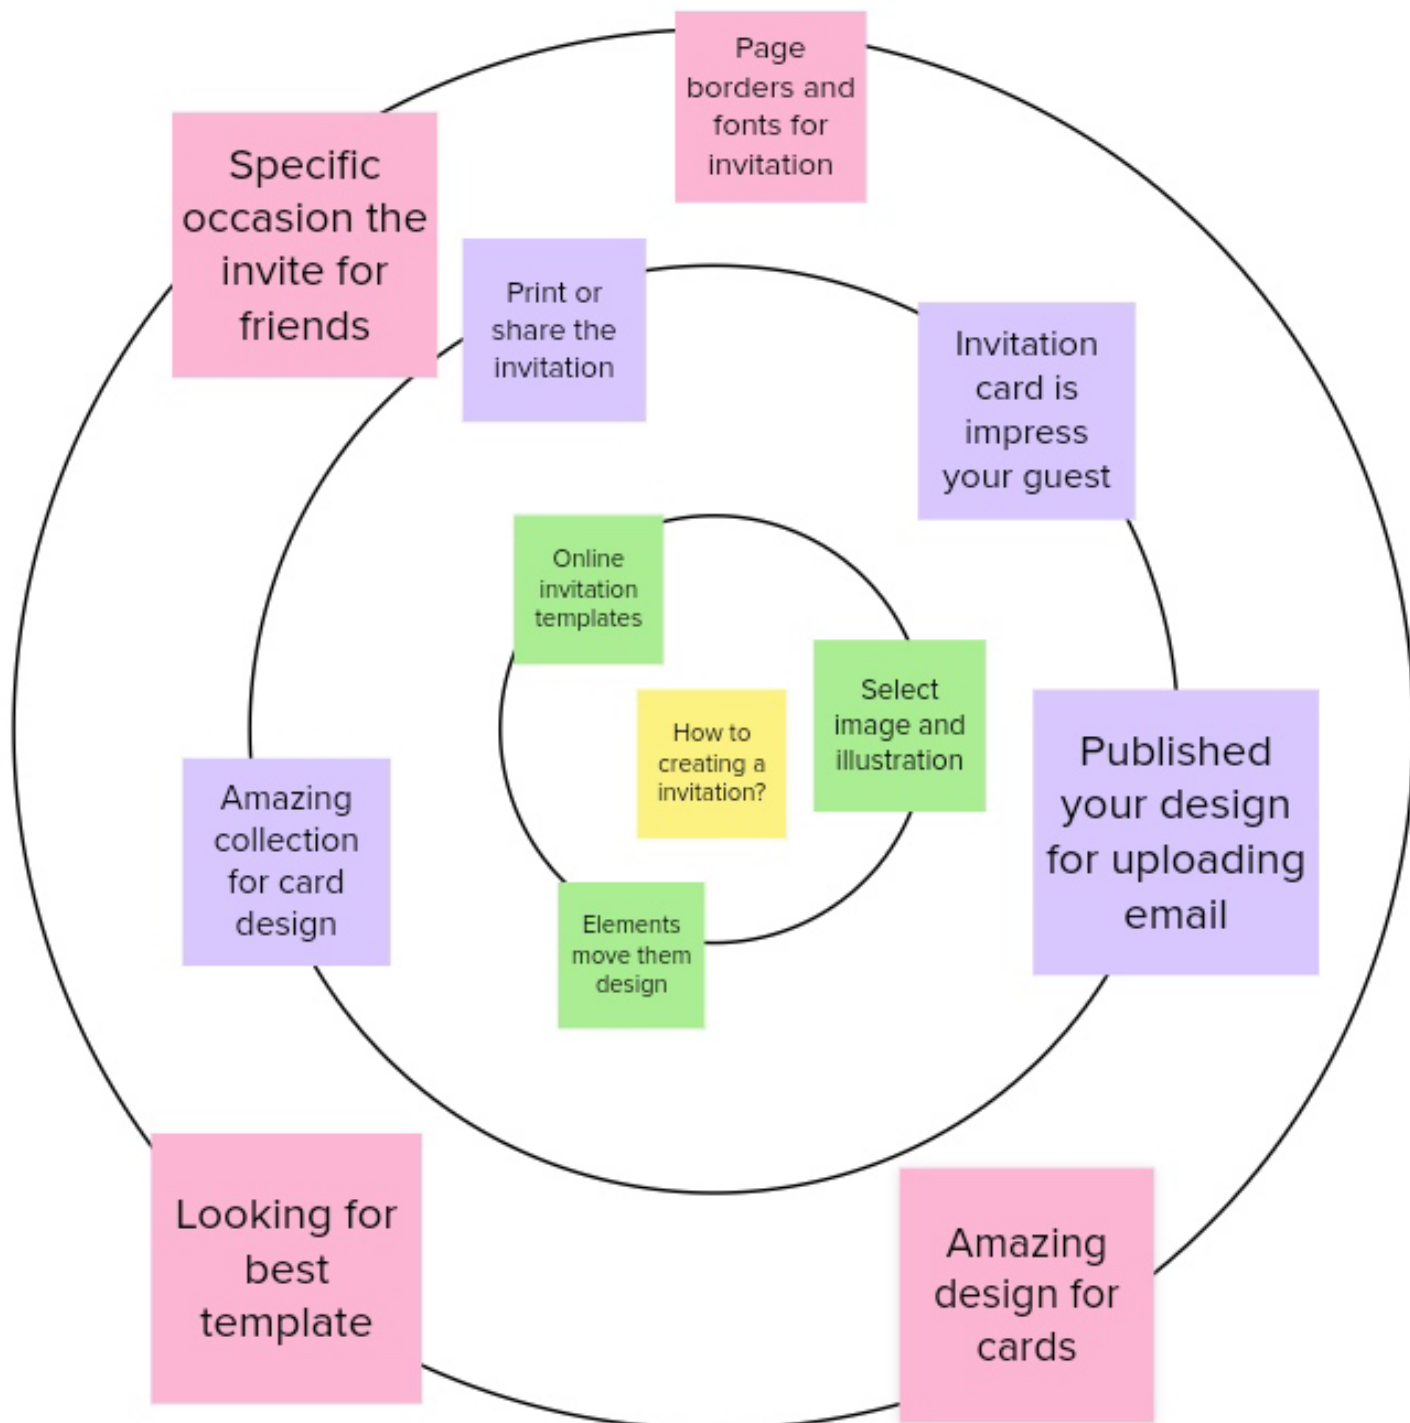 Page
borders and
fonts for
invitation
Specific
occasion the
invite for
friends
Print or
share the
invitation
Invitation
card is
impress
your guest
Online
invitation
templates
Select
image and
illustration
How to
creating a
invitation?
Published
your design
for uploading
email
Amazing
collection
for card
design
Elements
move them
design
Looking for
best
template
Amazing
design for
cards